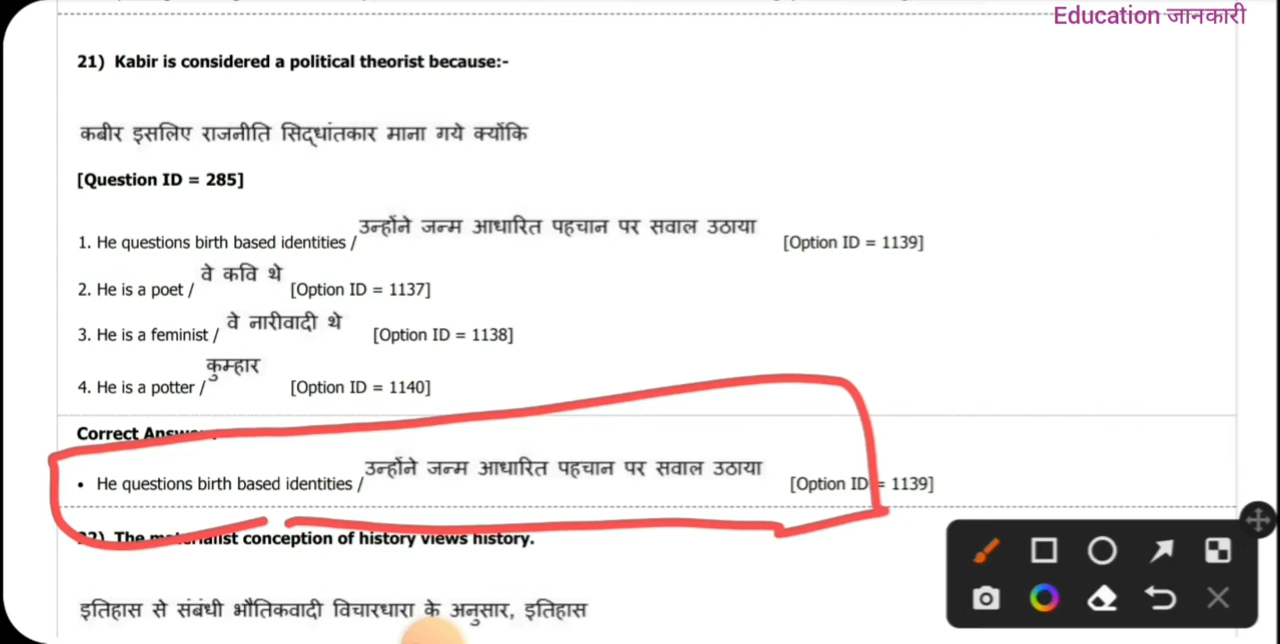 Education जानकारी
21) Kabir is considered a political theorist because:-
कबीर इसलिए राजनीति सिद्धांतकार माना गये क्योंकि
[Question ID = 285]
1. He questions birth based identities / उन्होंने जन्म आधारित पहचान पर सवाल उठाया [Option ID = 1139]
2. He is a poet / वे कवि थे [Option ID = 1137]
3. He is a feminist / वे नारीवादी थे [Option ID = 1138]
4. He is a potter / कुम्हार [Option ID = 1140]
Correct Answer
• He questions birth based identities / उन्होंने जन्म आधारित पहचान पर सवाल उठाया [Option ID = 1139]
22) The materialist conception of history views history.
इतिहास से संबंधी भौतिकवादी विचारधारा के अनुसार, इतिहास